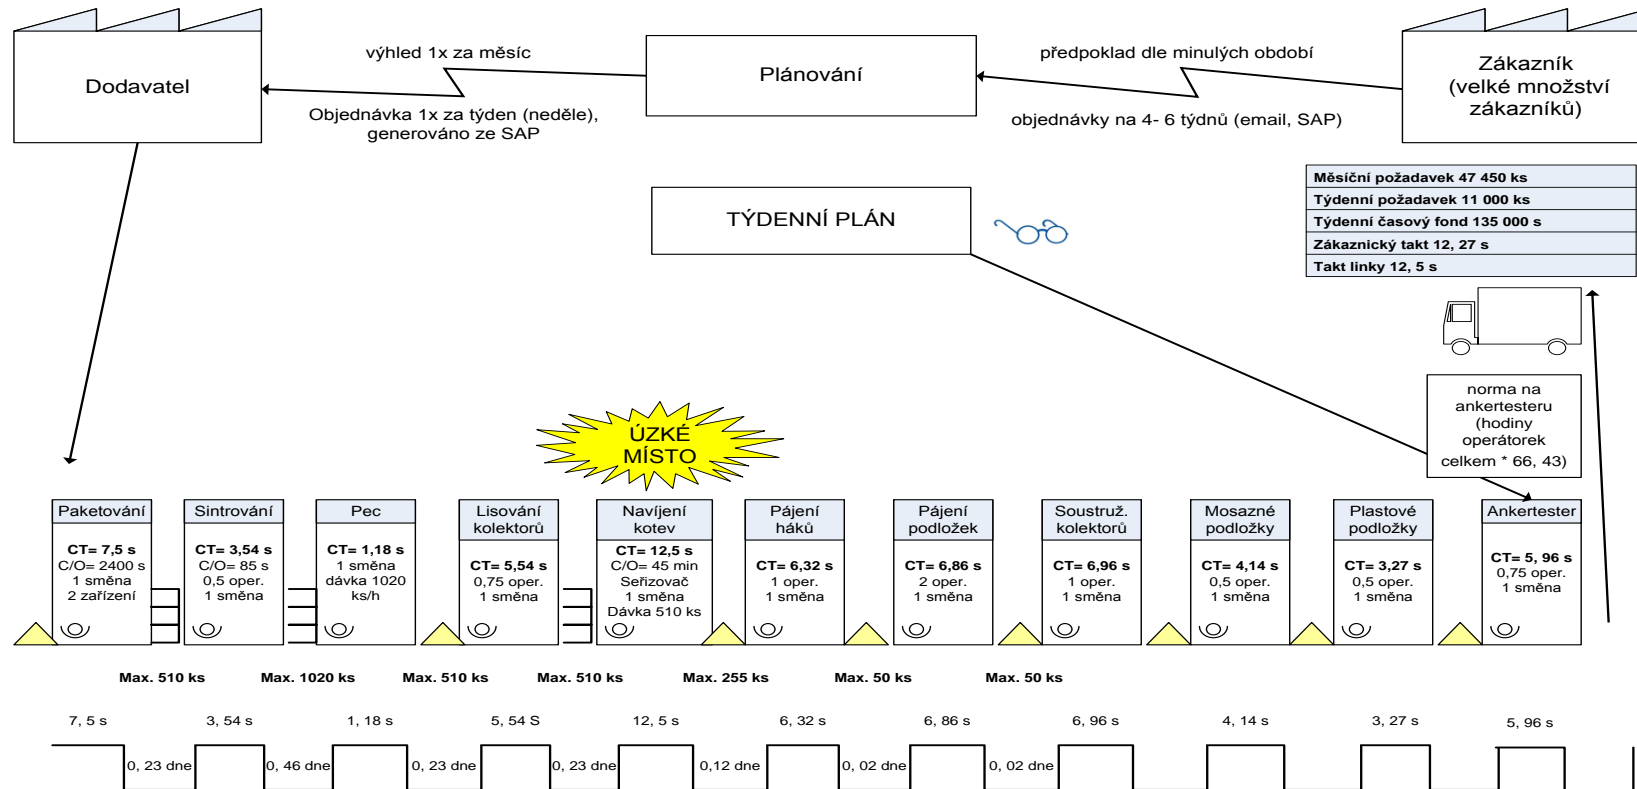 výhled 1x za měsíc
předpoklad dle minulých období
Dodavatel
Plánování
Zákazník
(velké množství
zákazníků)
Objednávka 1x za týden (neděle),
generováno ze SAP
objednávky na 4- 6 týdnů (email, SAP)
TÝDENNÍ PLÁN
Měsíční požadavek 47 450 ks
Týdenní požadavek 11 000 ks
Týdenní časový fond 135 000 s
Zákaznický takt 12, 27 s
Takt linky 12, 5 s
norma na
ankertesteru
(hodiny
operátorek
celkem * 66, 43)
ÚZKÉ
MÍSTO
Paketování
CT= 7,5 s
C/O= 2400 s
1 směna
2 zařízení
Sintrování
CT= 3,54 s
C/O= 85 s
0,5 oper.
1 směna
Pec
CT= 1,18 s
1 směna
dávka 1020
ks/h
Lisování
kolektorů
CT= 5,54 s
0,75 oper.
1 směna
Navíjení
kotev
CT= 12,5 s
C/O= 45 min
Seřizovač
1 směna
Dávka 510 ks
Pájení
háků
CT= 6,32 s
1 oper.
1 směna
Pájení
podložek
CT= 6,86 s
2 oper.
1 směna
Soustruž.
kolektorů
CT= 6,96 s
1 oper.
1 směna
Mosazné
podložky
CT= 4,14 s
0,5 oper.
1 směna
Plastové
podložky
CT= 3,27 s
0,5 oper.
1 směna
Ankertester
CT= 5, 96 s
0,75 oper.
1 směna
Max. 510 ks
Max. 1020 ks
Max. 510 ks
Max. 510 ks
Max. 255 ks
Max. 50 ks
Max. 50 ks
7, 5 s
3, 54 s
1, 18 s
5, 54 S
12, 5 s
6, 32 s
6, 86 s
6, 96 s
4, 14 s
3, 27 s
5, 96 s
0, 23 dne
0, 46 dne
0, 23 dne
0, 23 dne
0,12 dne
0, 02 dne
0, 02 dne